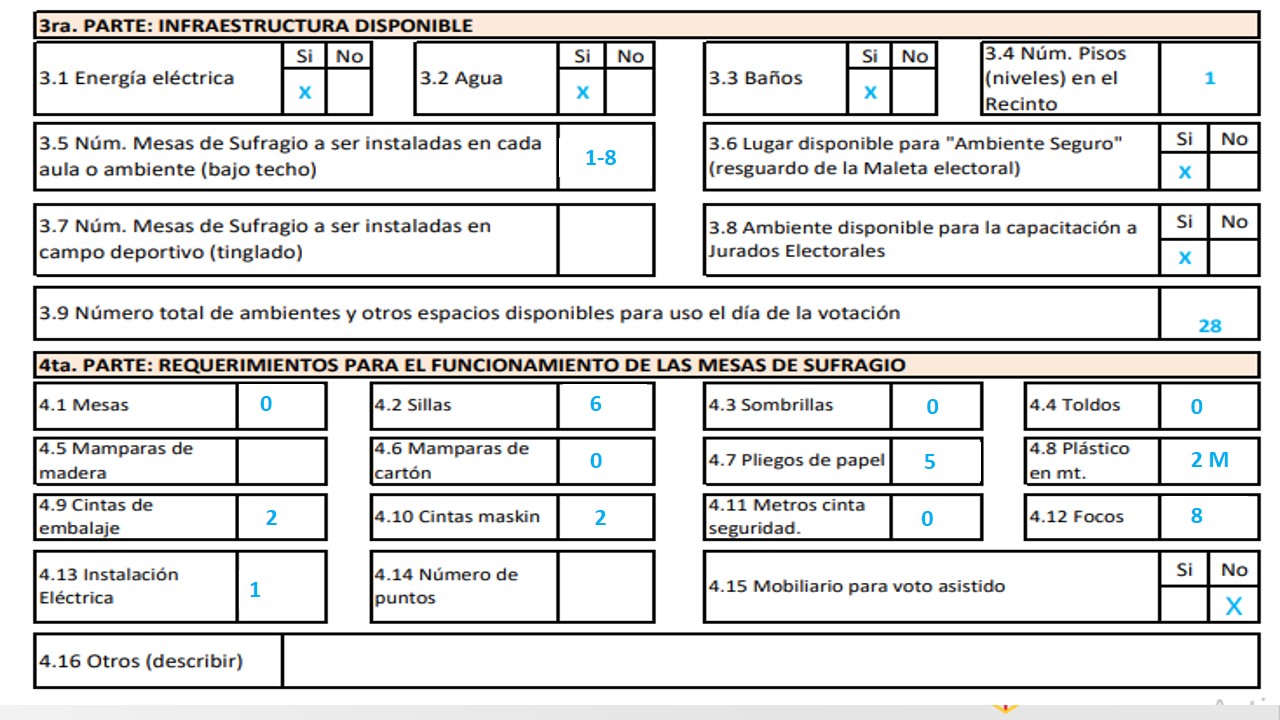 3ra. PARTE: INFRAESTRUCTURA DISPONIBLE
3.1 Energía eléctrica
Si No
x
3.2 Agua
Si No
x
3.3 Baños
Si No
x
3.4 Núm. Pisos
(niveles) en el
Recinto
1
3.5 Núm. Mesas de Sufragio a ser instaladas en cada
aula o ambiente (bajo techo)
1-8
3.6 Lugar disponible para "Ambiente Seguro"
(resguardo de la Maleta electoral)
Si No
x
3.7 Núm. Mesas de Sufragio a ser instaladas en
campo deportivo (tinglado)
3.8 Ambiente disponible para la capacitación a
Jurados Electorales
Si No
x
3.9 Número total de ambientes y otros espacios disponibles para uso el día de la votación
28
4ta. PARTE: REQUERIMIENTOS PARA EL FUNCIONAMIENTO DE LAS MESAS DE SUFRAGIO
4.1 Mesas
0
4.2 Sillas
6
4.3 Sombrillas
0
4.4 Toldos
0
4.5 Mamparas de
madera
4.6 Mamparas de
cartón
0
4.7 Pliegos de papel
5
4.8 Plástico
en mt.
2 M
4.9 Cintas de
embalaje
2
4.10 Cintas maskin
2
4.11 Metros cinta
seguridad.
0
4.12 Focos
8
4.13 Instalación
Eléctrica
1
4.14 Número de
puntos
4.15 Mobiliario para voto asistido
Si No
X
4.16 Otros (describir)